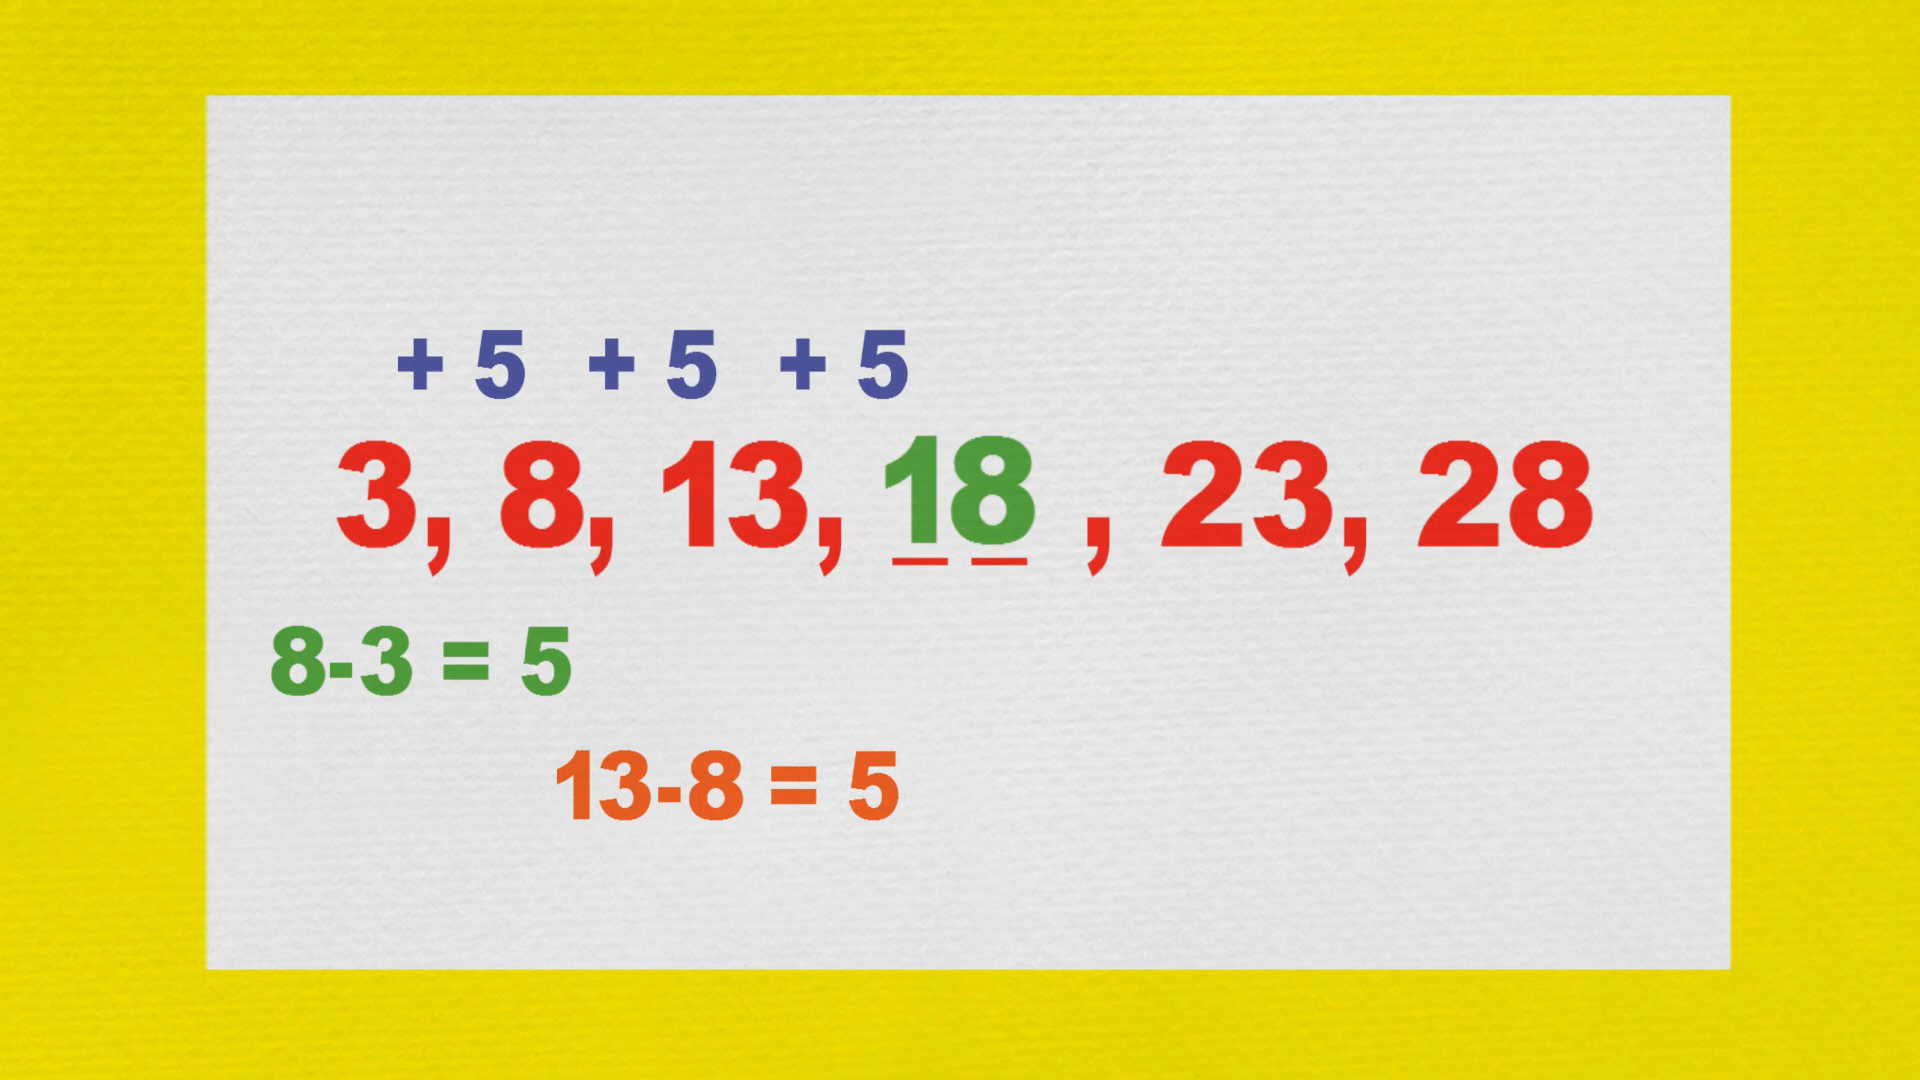 + 5 + 5 + 5
3, 8, 13, 18 , 23, 28
8-3 = 5
13-8 = 5